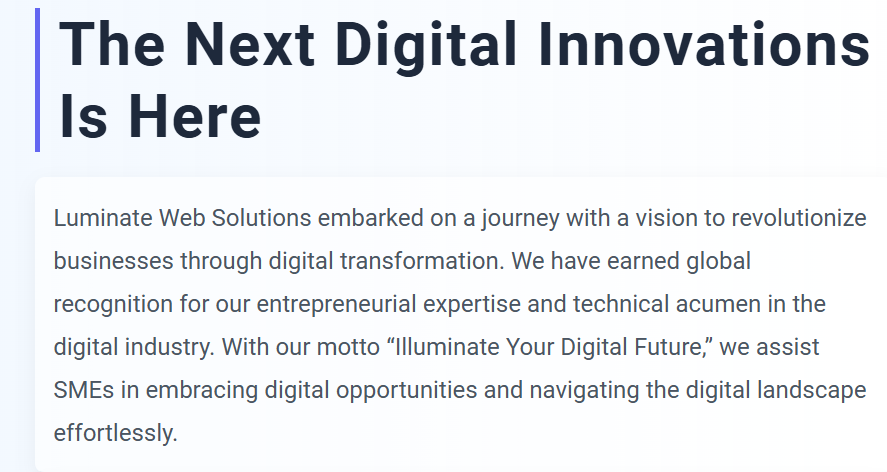 The Next Digital Innovations
Is Here
Luminate Web Solutions embarked on a journey with a vision to revolutionize
businesses through digital transformation. We have earned global
recognition for our entrepreneurial expertise and technical acumen in the
digital industry. With our motto “Illuminate Your Digital Future,” we assist
SMEs in embracing digital opportunities and navigating the digital landscape
effortlessly.